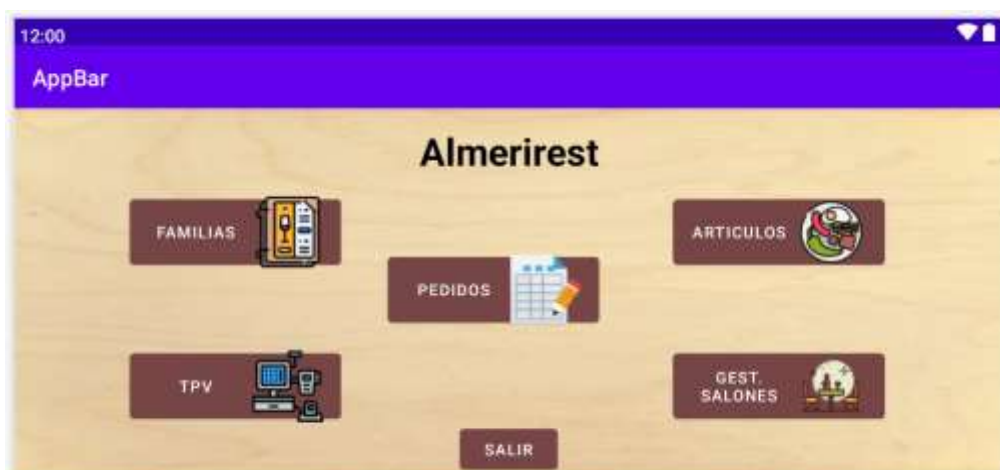 12:00
AppBar
Almerirest
FAMILIAS
ARTICULOS
PEDIDOS
TPV
GEST.
SALONES
SALIR